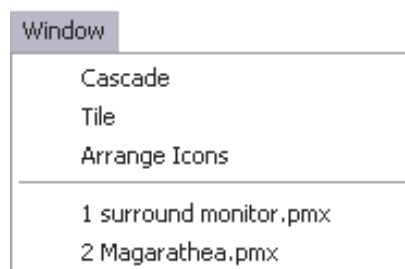 Window
Cascade
Tile
Arrange Icons
1 surround monitor.pmx
2 Magarathea.pmx